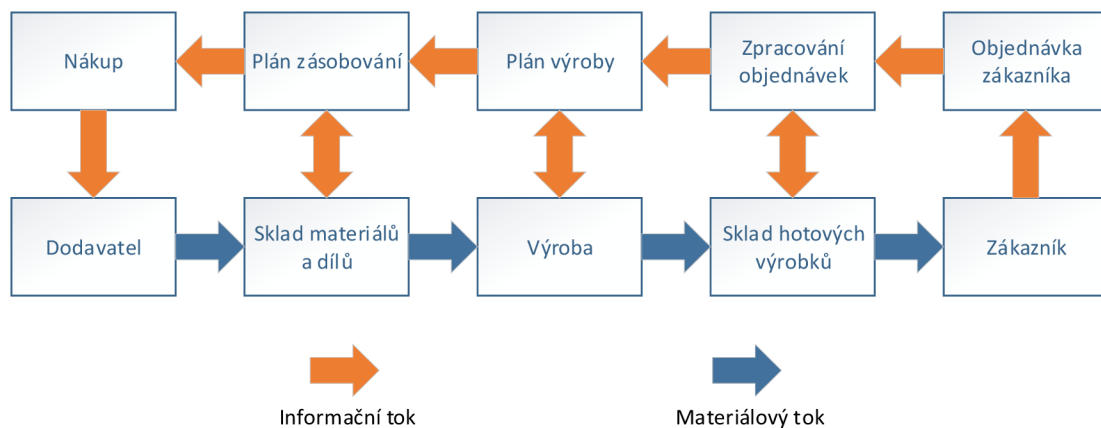 Nákup
Plán zásobování
Plán výroby
Zpracování
objednávek
Objednávka
zákazníka
Dodavatel
Sklad materiálů
a dílů
Výroba
Sklad hotových
výrobků
Zákazník
Informační tok
Materiálový tok